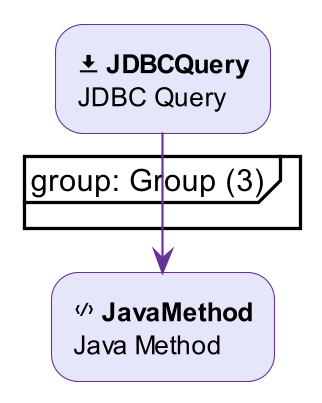 JDBCQuery
JDBC Query
group: Group (3)
JavaMethod
Java Method